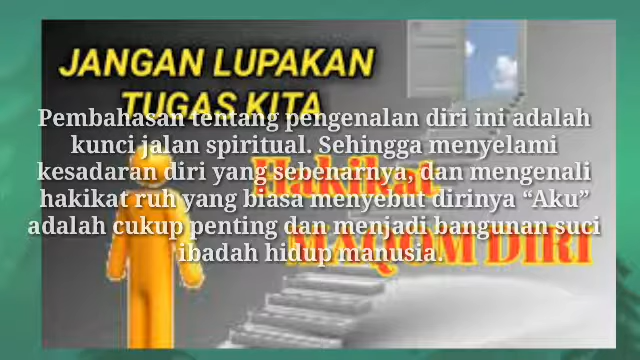 JANGAN LUPAKAN
TUGAS KITA
Pembahasan tentang pengenalan diri ini adalah
kunci jalan spiritual. Sehingga menyelami
kesadaran diri yang sebenarnya, dan mengenali
hakikat ruh yang biasa menyebut dirinya “Aku”
adalah cukup penting dan menjadi bangunan suci
ibadah hidup manusia.
Hakikat
MAQOM DIRI